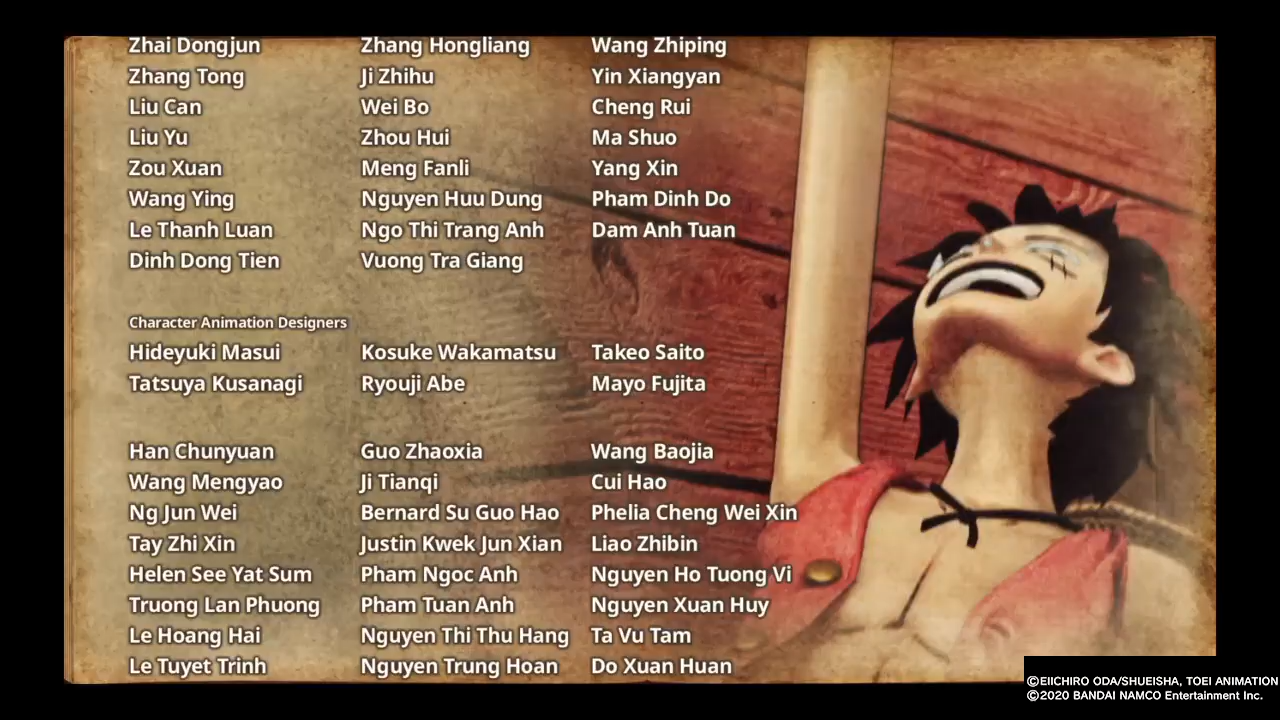 Zhai Dongjun Zhang Hongliang Wang Zhiping
Zhang Tong Ji Zhihu Yin Xiangyan
Liu Can Wei Bo Cheng Rui
Liu Yu Zhou Hui Ma Shuo
Zou Xuan Meng Fanli Yang Xin
Wang Ying Nguyen Huu Dung Pham Dinh Do
Le Thanh Luan Ngo Thi Trang Anh Dam Anh Tuan
Dinh Dong Tien Vuong Tra Giang
Character Animation Designers
Hideyuki Masui Kosuke Wakamatsu Takeo Saito
Tatsuya Kusanagi Ryouji Abe Mayo Fujita
Han Chunyuan Guo Zhaoxia Wang Baojia
Wang Mengyao Ji Tianqi Cui Hao
Ng Jun Wei Bernard Su Guo Hao Phelia Cheng Wei Xin
Tay Zhi Xin Justin Kwek Jun Xian Liao Zhibin
Helen See Yat Sum Pham Ngoc Anh Nguyen Ho Tuong Vi
Truong Lan Phuong Pham Tuan Anh Nguyen Xuan Huy
Le Hoang Hai Nguyen Thi Thu Hang Ta Vu Tam
Le Tuyet Trinh Nguyen Trung Hoan Do Xuan Huan
©EIICHIRO ODA/SHUEISHA, TOEI ANIMATION
©2020 BANDAI NAMCO Entertainment Inc.